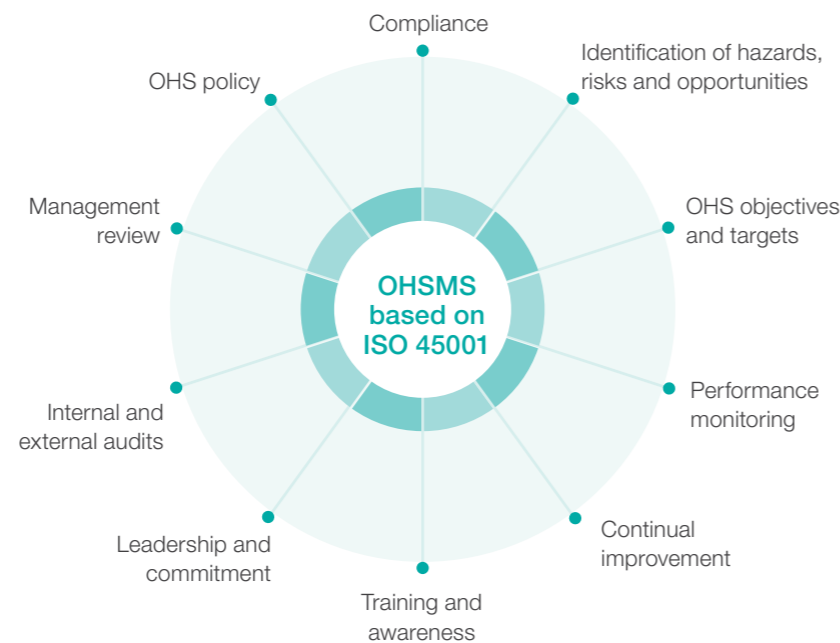 Compliance
Identification of hazards,
risks and opportunities
OHS policy
Management
review
OHS objectives
and targets
OHSMS
based on
ISO 45001
Performance
monitoring
Internal and
external audits
Continual
improvement
Leadership and
commitment
Training and
awareness